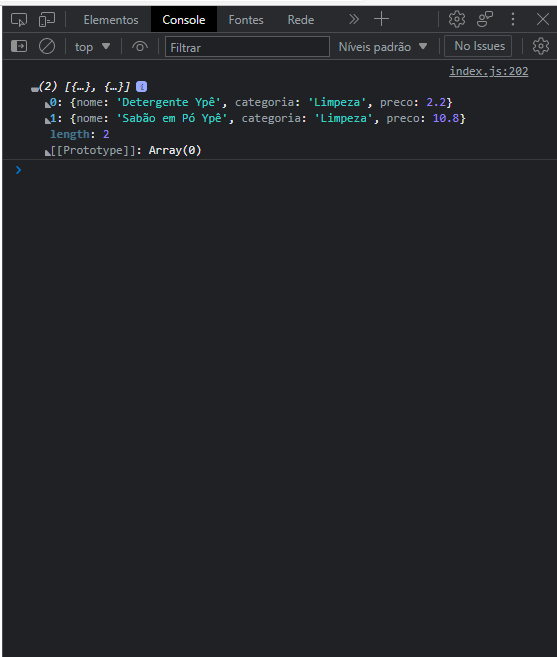 Elementos Console Fontes Rede
top Filtrar Níveis padrão No Issues
index.js:202
(2) [{…}, {…}] i
0: {nome: 'Detergente Ypê', categoria: 'Limpeza', preco: 2.2}
1: {nome: 'Sabão em Pó Ypê', categoria: 'Limpeza', preco: 10.8}
length: 2
[[Prototype]]: Array(0)